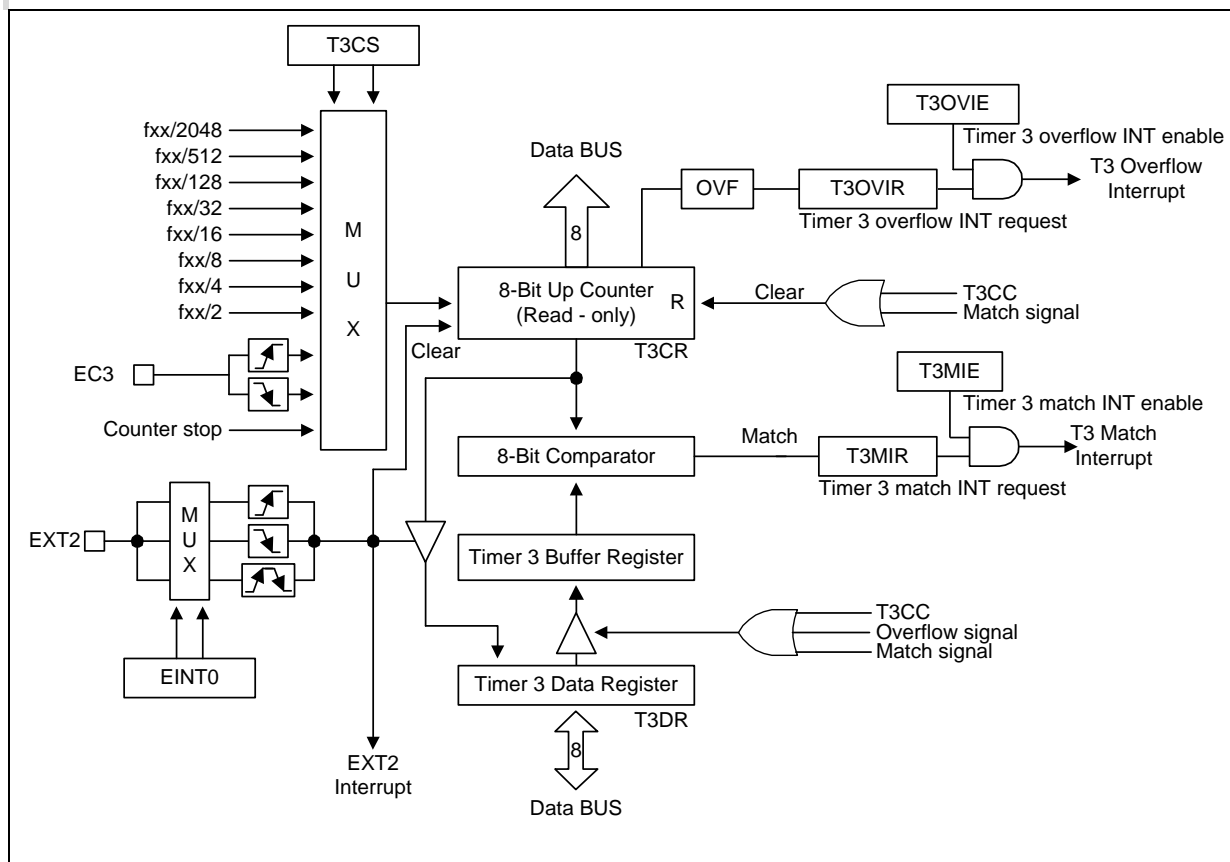 T3CS
fxx/2048
fxx/512
fxx/128
fxx/32
fxx/16
fxx/8
fxx/4
fxx/2
M
U
X
EC3
Counter stop
Data BUS
8
8-Bit Up Counter
(Read - only)
R
T3CR
Clear
OVF
T3OVIR
Timer 3 overflow INT request
T3OVIE
Timer 3 overflow INT enable
T3 Overflow
Interrupt
Clear
T3CC
Match signal
T3MIE
Timer 3 match INT enable
8-Bit Comparator
Match
T3MIR
Timer 3 match INT request
T3 Match
Interrupt
EXT2
M
U
X
EINT0
EXT2
Interrupt
Timer 3 Buffer Register
T3CC
Overflow signal
Match signal
Timer 3 Data Register
T3DR
8
Data BUS